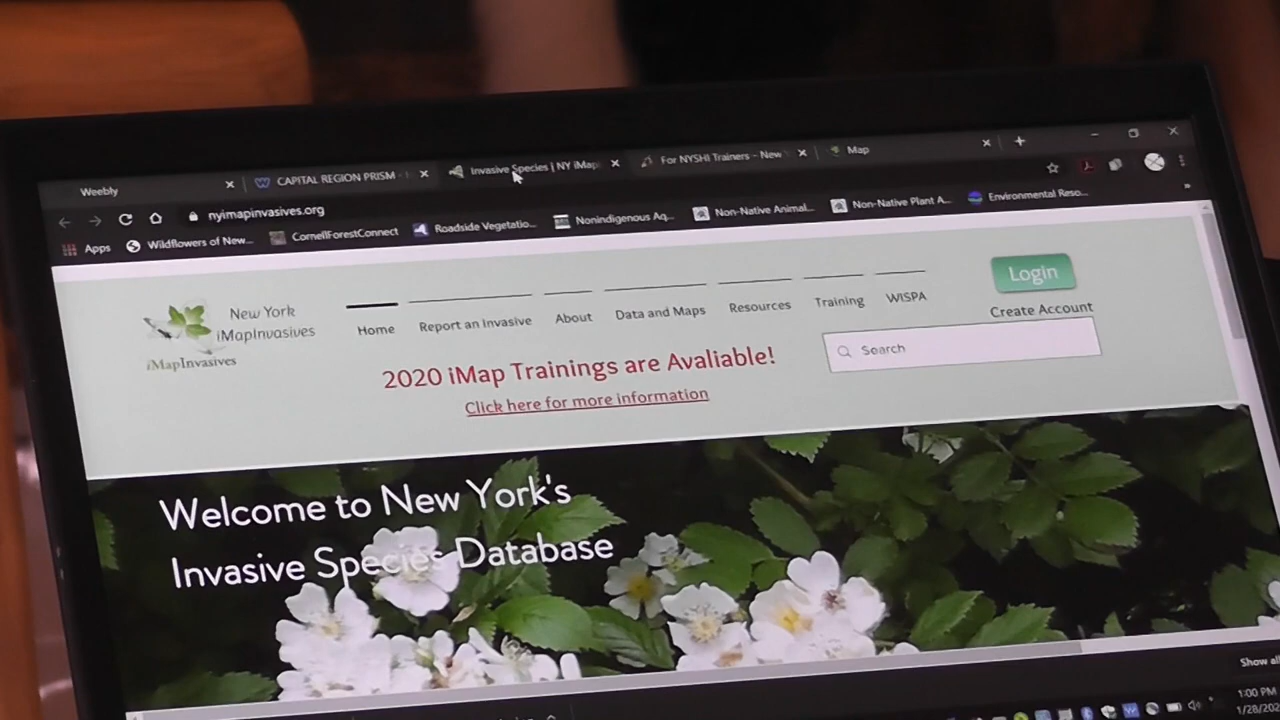 Weebly
CAPITAL REGION PRISM -
Invasive Species | NY iMap
For NYSHI Trainers - New
Map
nyimapinvasives.org
Apps
Wildflowers of New...
CornellForestConnect
Roadside Vegetatio...
Nonindigenous Aq...
Non-Native Animal...
Non-Native Plant A...
Environmental Reso...
New York
iMapInvasives
iMapInvasives
Home
Report an Invasive
About
Data and Maps
Resources
Training
WISPA
Login
Create Account
Search
2020 iMap Trainings are Avaliable!
Click here for more information
Welcome to New York's
Invasive Species Database
Show all
1:00 PM
1/28/202